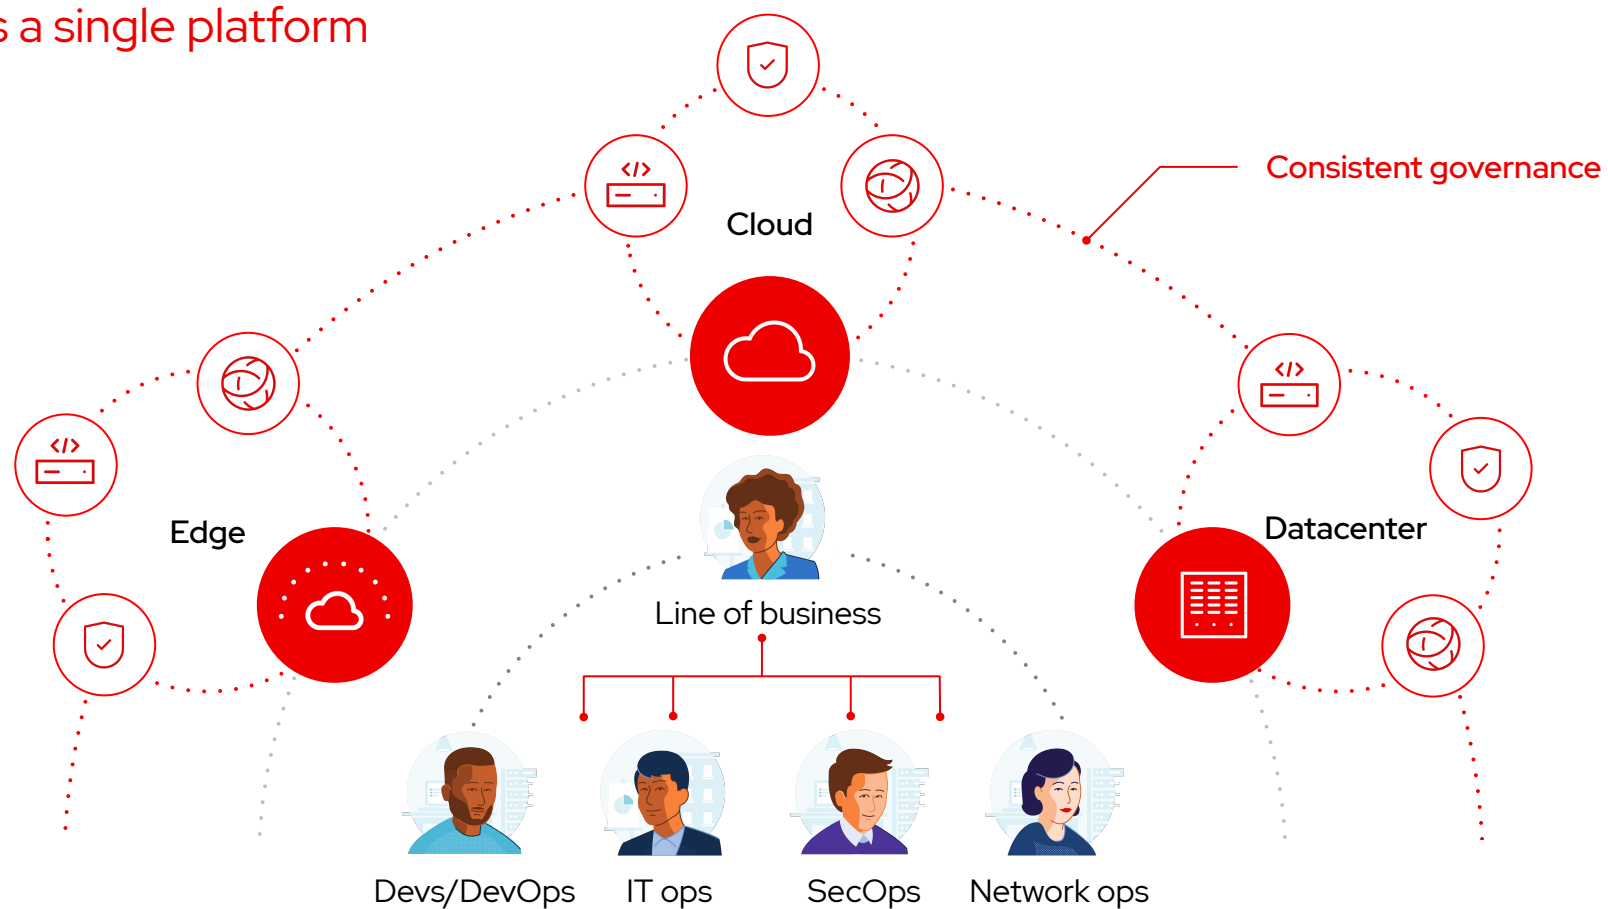 s a single platform
Consistent governance
Cloud
</>
</>
Edge
</>
Datacenter
Line of business
Devs/DevOps
IT ops
SecOps
Network ops